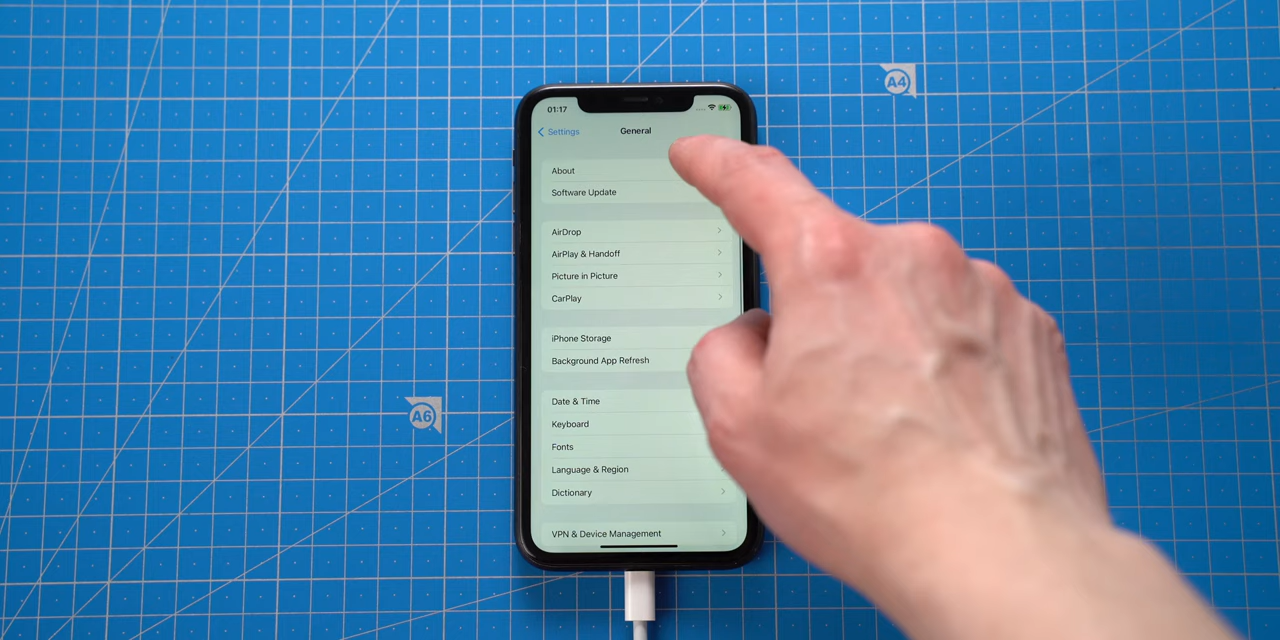 A4
01:17
Settings
General
About
Software Update
AirDrop
AirPlay & Handoff
Picture in Picture
CarPlay
iPhone Storage
Background App Refresh
Date & Time
A6
Keyboard
Fonts
Language & Region
Dictionary
VPN & Device Management